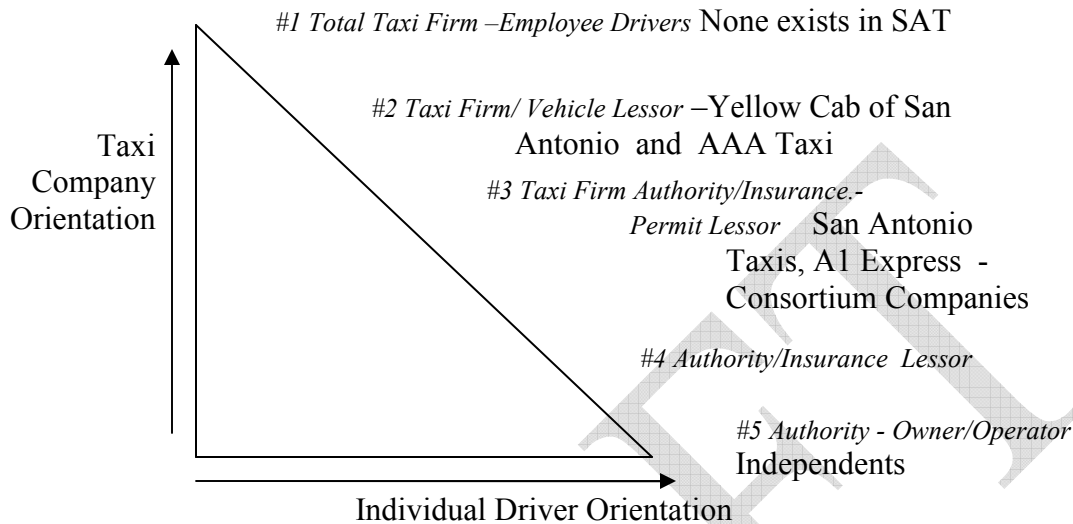 #1 Total Taxi Firm –Employee Drivers None exists in SAT
#2 Taxi Firm/ Vehicle Lessor –Yellow Cab of San
Antonio and AAA Taxi
Taxi
Company
Orientation
#3 Taxi Firm Authority/Insurance.-
Permit Lessor San Antonio
Taxis, A1 Express -
Consortium Companies
#4 Authority/Insurance Lessor
#5 Authority - Owner/Operator
Independents
Individual Driver Orientation
FT